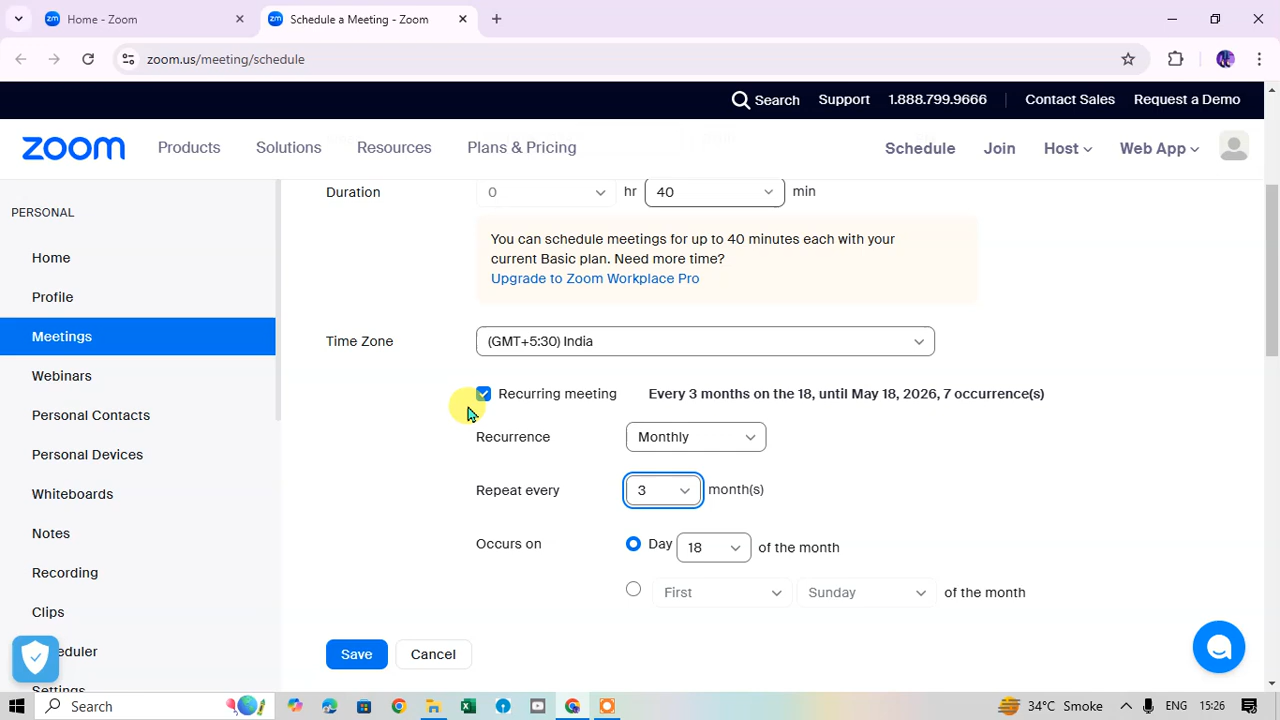 zm Home - Zoom
zm Schedule a Meeting - Zoom
zoom.us/meeting/schedule
Search Support 1.888.799.9666 Contact Sales Request a Demo
zoom Products Solutions Resources Plans & Pricing Schedule Join Host Web App
PERSONAL
Home
Profile
Meetings
Webinars
Personal Contacts
Personal Devices
Whiteboards
Notes
Recording
Clips
eduler
Settings
Duration 0 hr 40 min
You can schedule meetings for up to 40 minutes each with your
current Basic plan. Need more time?
Upgrade to Zoom Workplace Pro
Time Zone (GMT+5:30) India
Recurring meeting Every 3 months on the 18, until May 18, 2026, 7 occurrence(s)
Recurrence Monthly
Repeat every 3 month(s)
Occurs on Day 18 of the month
First Sunday of the month
Save Cancel
Search 34°C Smoke ENG 15:26